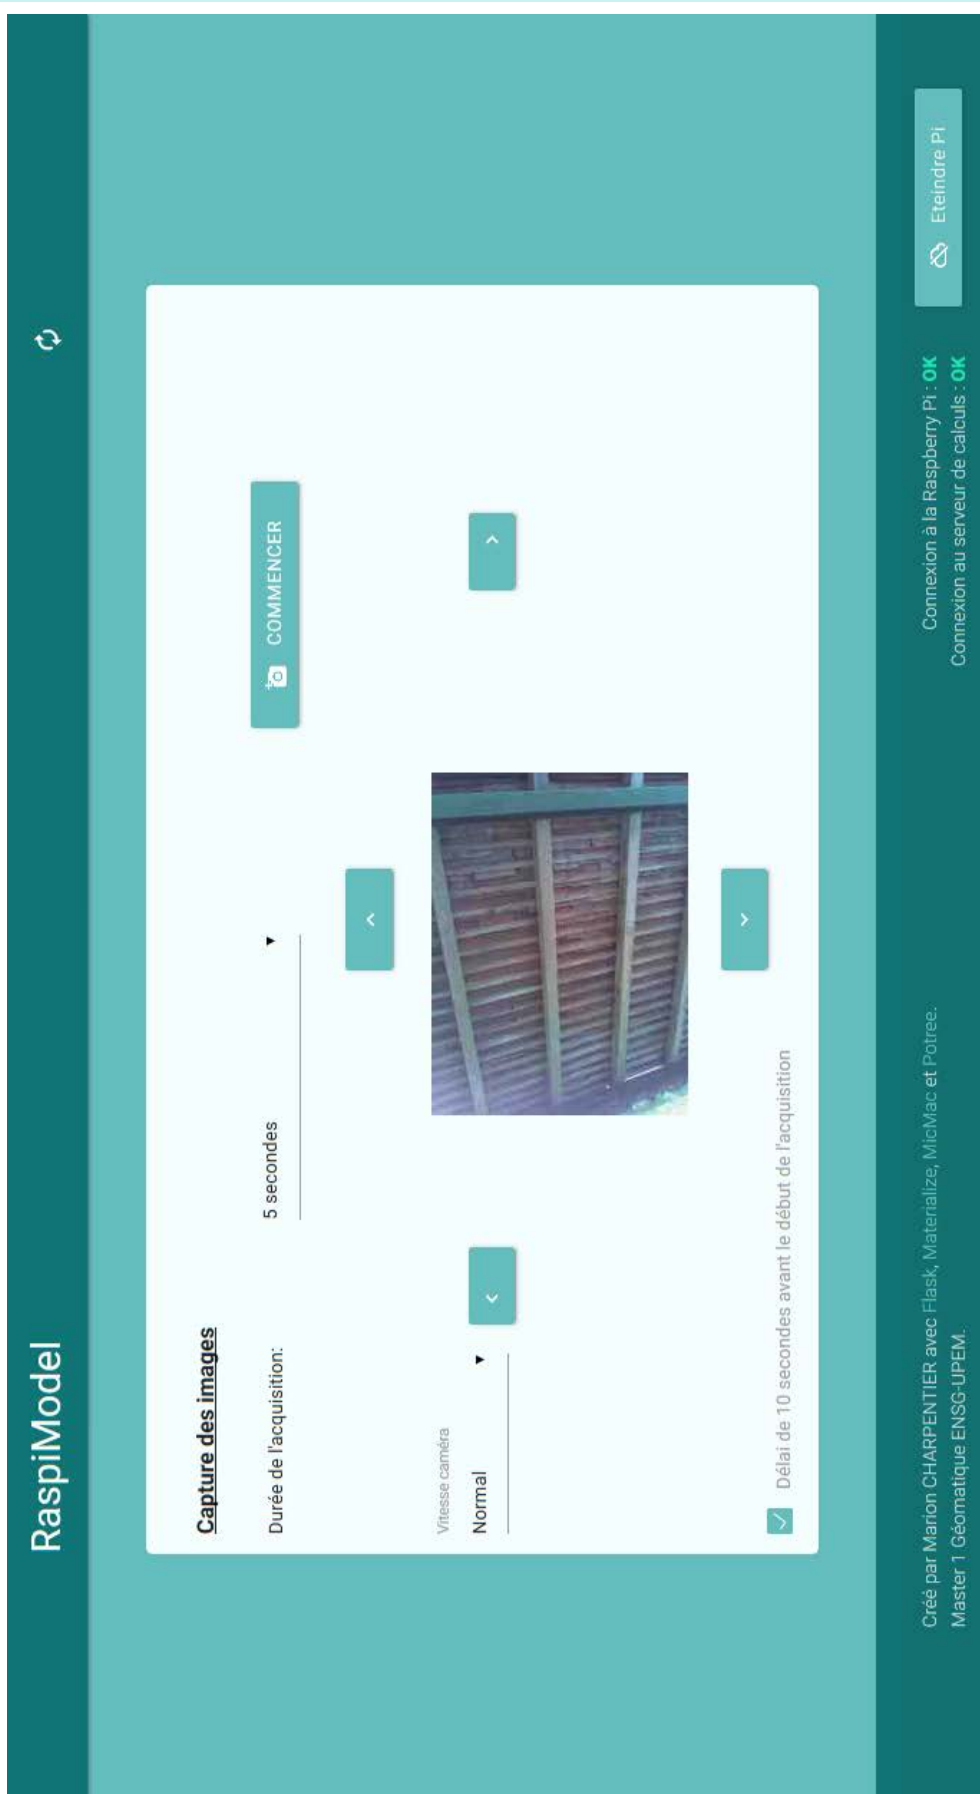 RaspiModel
Capture des images
Durée de l'acquisition:
5 secondes
COMMENCER
Vitesse caméra
Normal
Délai de 10 secondes avant le début de l'acquisition
Créé par Marion CHARPENTIER avec Flask, Materialize, MicMac et Potree.
Master 1 Géomatique ENSG-UPEM.
Connexion à la Raspberry Pi : OK
Connexion au serveur de calculs : OK
Eteindre Pi